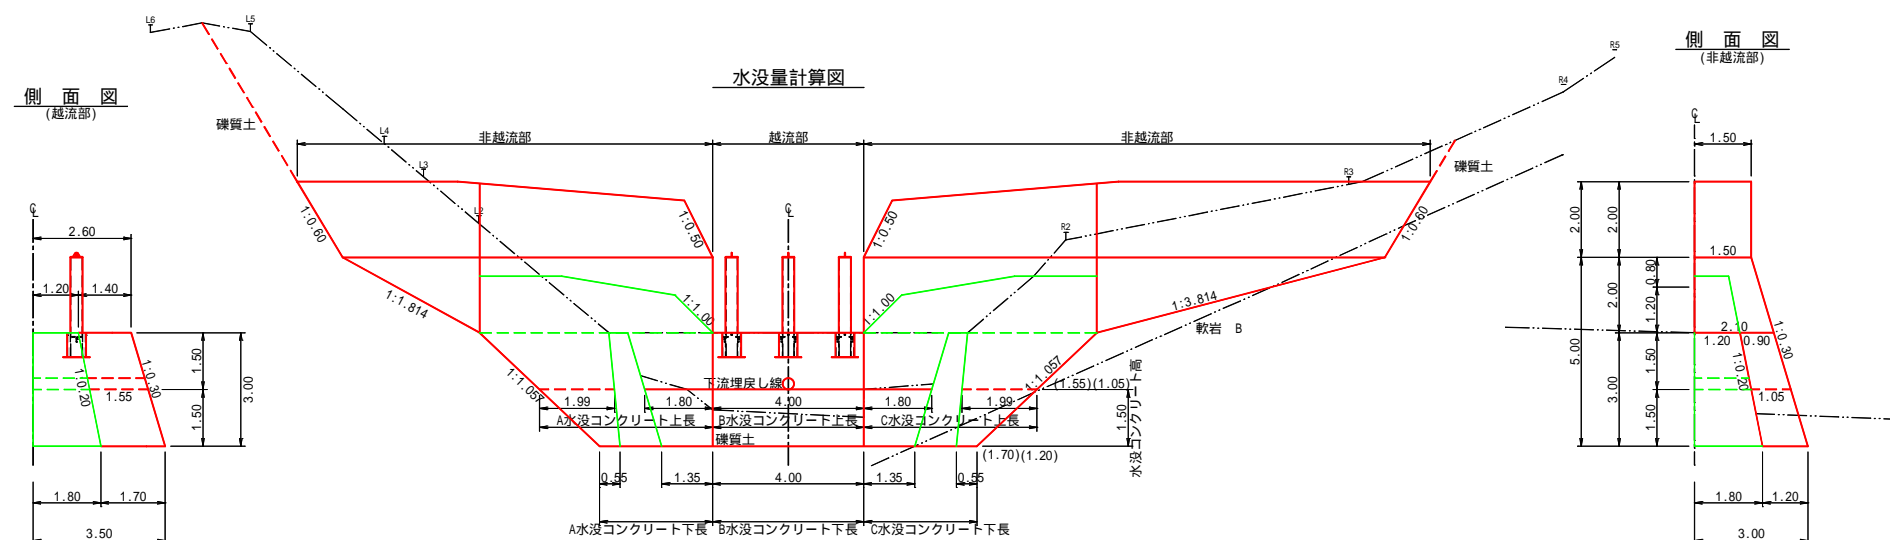 水没量計算図
側 面 図
(越流部)
側 面 図
(非越流部)
L6
L5
L4
L3
L2
R2
R3
R4
R5
礫質土
非越流部
越流部
非越流部
礫質土
1:0.60
1:0.50
1:0.50
1:0.60
1:1.814
1:1.00
1:1.00
1:3.814
軟岩 B
1:1.057
1:1.057
下流埋戻し線
(1.55)(1.05)
1.99
1.80
4.00
1.80
1.99
A水没コンクリート上長
B水没コンクリート上長
C水没コンクリート上長
礫質土
1.50
水没コンクリート高
(1.70)(1.20)
0.55
1.35
4.00
1.35
0.55
A水没コンクリート下長
B水没コンクリート下長
C水没コンクリート下長
℄
2.60
1.20
1.40
1:0.20
1:0.30
1.55
1.50
1.50
3.00
1.80
1.70
3.50
℄
℄
1.50
2.00
2.00
1.50
0.80
2.00
1.20
5.00
2.10
1.20
0.90
1:0.30
1:0.20
1.50
3.00
1.05
1.50
1.80
1.20
3.00